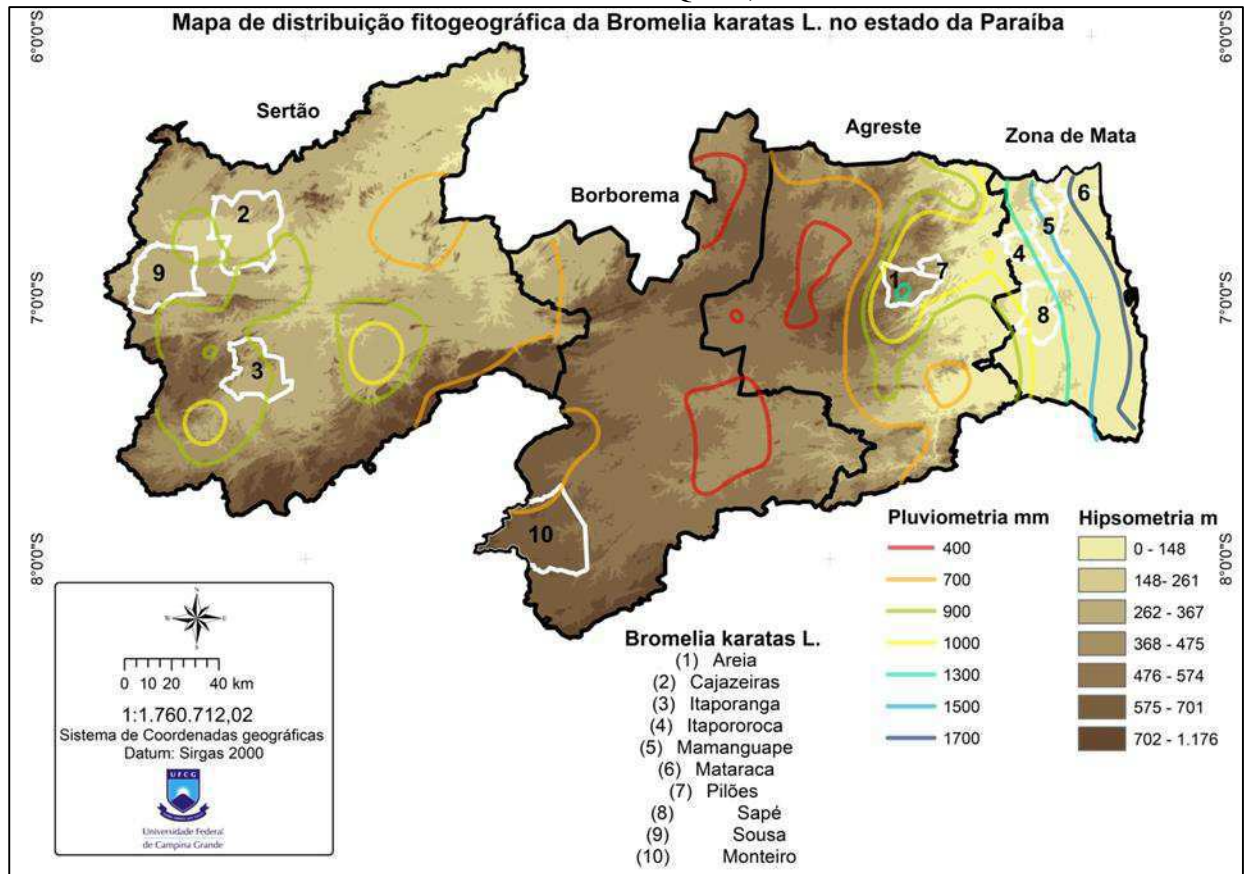 Mapa de distribuição fitogeográfica da Bromelia karatas L. no estado da Paraíba
6°0'0"S
6°0'0"S
Sertão
Agreste
Zona de Mata
Borborema
6
2
5
4
9
7
1
7°0'0"S
7°0'0"S
8
3
10
8°0'0"S
8°0'0"S
Pluviometria mm
400
700
900
1000
1300
1500
1700
Hipsometria m
0 - 148
148- 261
262 - 367
368 - 475
476 - 574
575 - 701
702 - 1.176
0 10 20 40 km
1:1.760.712,02
Sistema de Coordenadas geográficas
Datum: Sirgas 2000
UFCG
Universidade Federal
de Campina Grande
Bromelia karatas L.
(1) Areia
(2) Cajazeiras
(3) Itaporanga
(4) Itapororoca
(5) Mamanguape
(6) Mataraca
(7) Pilões
(8) Sapé
(9) Sousa
(10) Monteiro